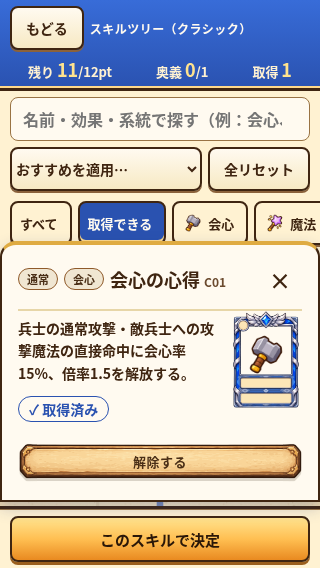 もどる
スキルツリー（クラシック）
残り 11/12pt
奥義 0/1
取得 1
名前・効果・系統で探す（例：会心、
おすすめを適用…
全リセット
すべて
取得できる
会心
魔法
通常
会心
会心の心得 C01
×
兵士の通常攻撃・敵兵士への攻
撃魔法の直接命中に会心率
15%、倍率1.5を解放する。
✓取得済み
解除する
このスキルで決定